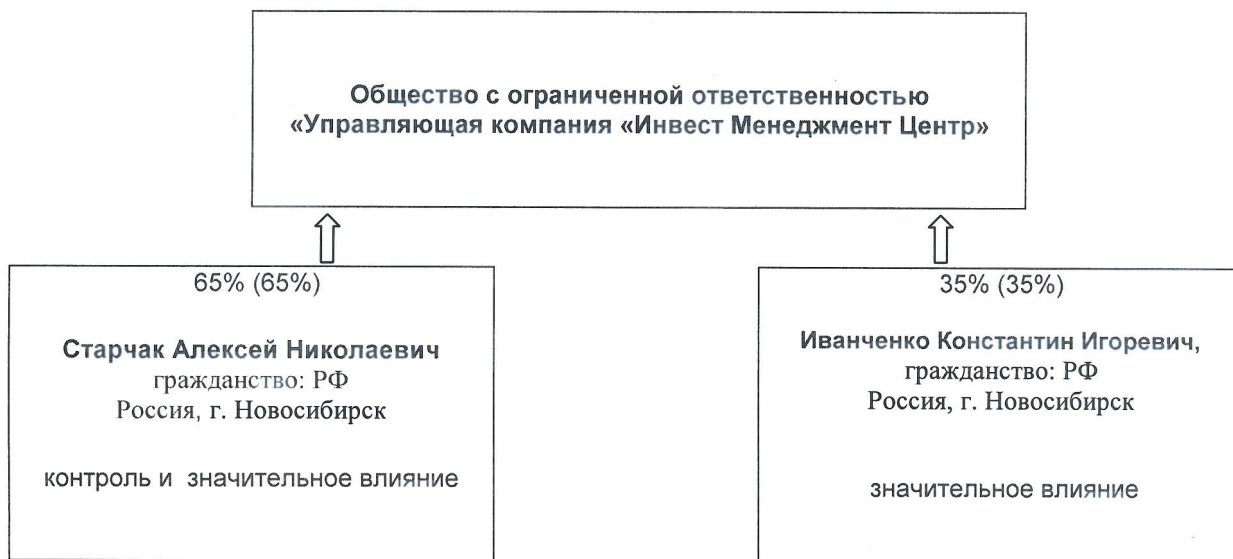 Общество с ограниченной ответственностью
«Управляющая компания «Инвест Менеджмент Центр»
65% (65%)
Старчак Алексей Николаевич
гражданство: РФ
Россия, г. Новосибирск
контроль и значительное влияние
35% (35%)
Иванченко Константин Игоревич,
гражданство: РФ
Россия, г. Новосибирск
значительное влияние